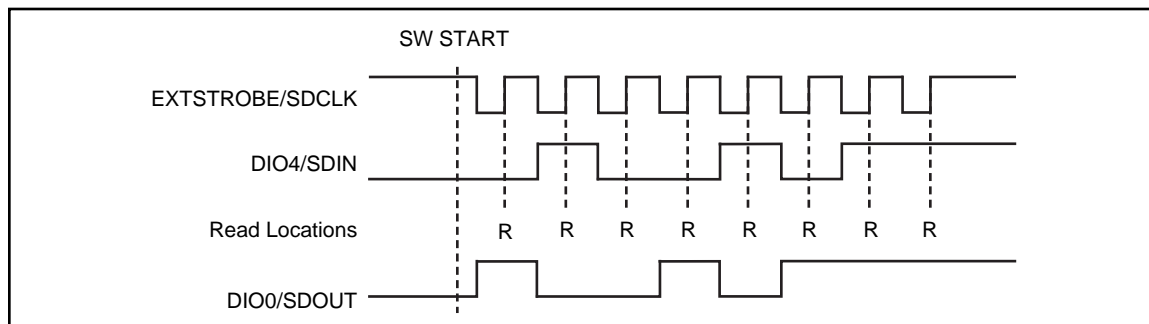 SW START
EXTSTROBE/SDCLK
DIO4/SDIN
Read Locations R R R R R R R R
DIO0/SDOUT